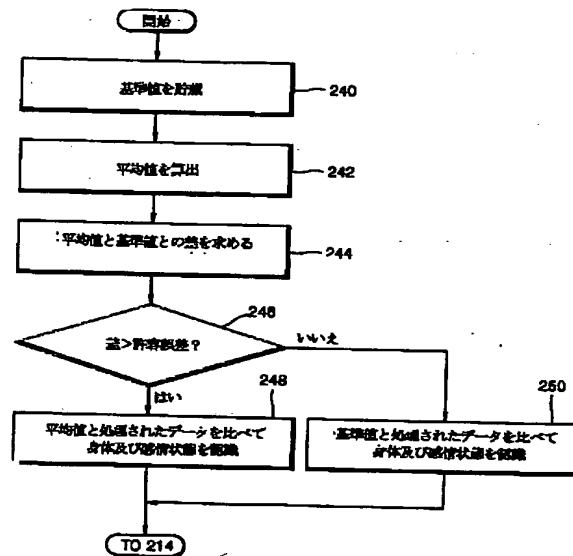 開始
基準値を貯蔵
240
平均値を算出
242
平均値と基準値との差を求める
244
246
差>許容誤差?
いいえ
はい
248
平均値と処理されたデータを比べて
身体及び感情状態を認識
250
基準値と処理されたデータを比べて
身体及び感情状態を認識
TO 214